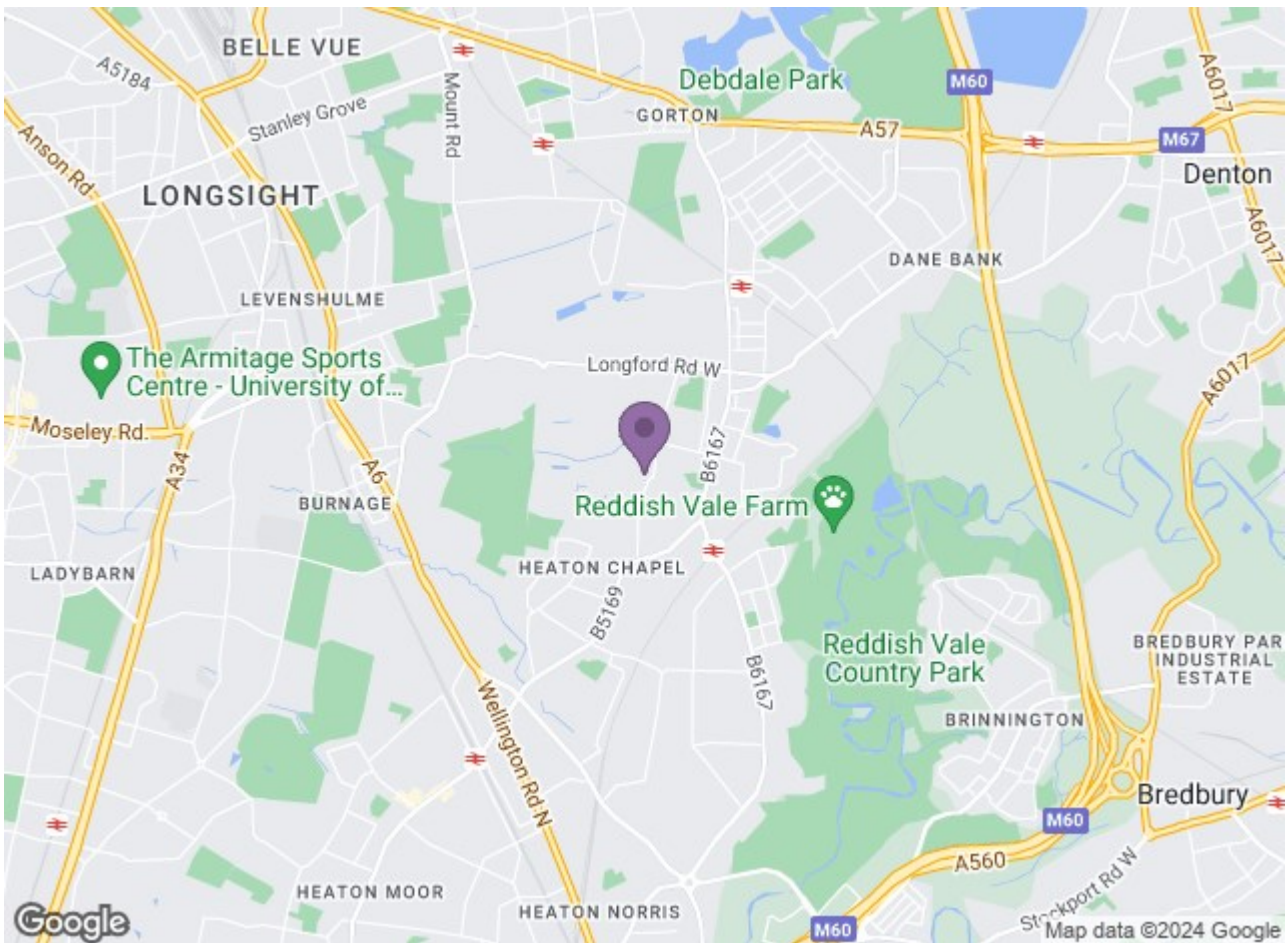 BELLE VUE
A5184
Stanley Grove
Mount Rd
Debdale Park
M60
A6017
GORTON
A57
M67
Anson Rd
Denton
LONGSIGHT
A6017
DANE BANK
LEVENSHULME
The Armitage Sports
Centre - University of...
Longford Rd W
A6017
Moseley Rd.
B6167
A34
A6
BURNAGE
Reddish Vale Farm
HEATON CHAPEL
LADYBARN
B5169
Reddish Vale
Country Park
BREDBURY PAR
INDUSTRIAL
ESTATE
B6167
Wellington Rd N
BRINNINGTON
Bredbury
M60
A560
HEATON MOOR
HEATON NORRIS
Stockport Rd W
M60
Google
Map data ©2024 Google